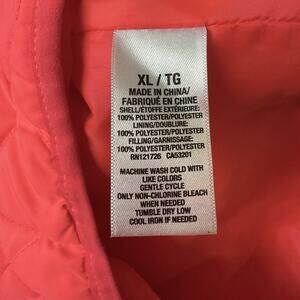 XL / TG
MADE IN CHINA/
FABRIQUÉ EN CHINE
SHELL/ÉTOFFE EXTÉRIEURE:
100% POLYESTER/POLYESTER
LINING/DOUBLURE:
100% POLYESTER/POLYESTER
FILLING/GARNISSAGE:
100% POLYESTER/POLYESTER
RN121726 CA53201
MACHINE WASH COLD WITH
LIKE COLORS
GENTLE CYCLE
ONLY NON-CHLORINE BLEACH
WHEN NEEDED
TUMBLE DRY LOW
COOL IRON IF NEEDED